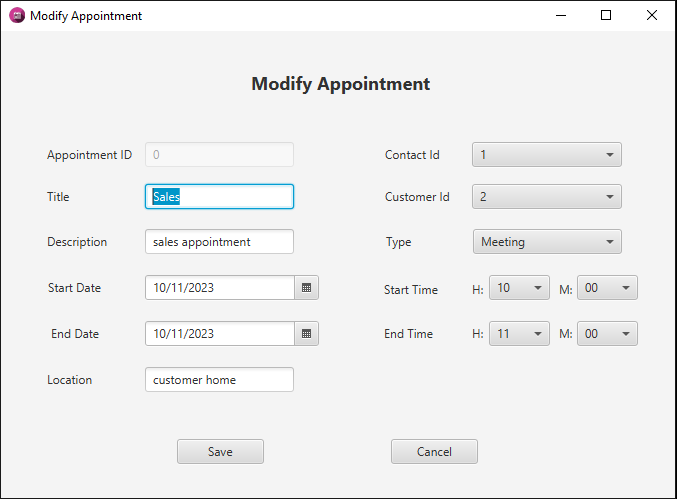 Modify Appointment
Modify Appointment
Appointment ID 0 Contact Id 1
Title Sales Customer Id 2
Description sales appointment Type Meeting
Start Date 10/11/2023 Start Time H: 10 M: 00
End Date 10/11/2023 End Time H: 11 M: 00
Location customer home
Save Cancel